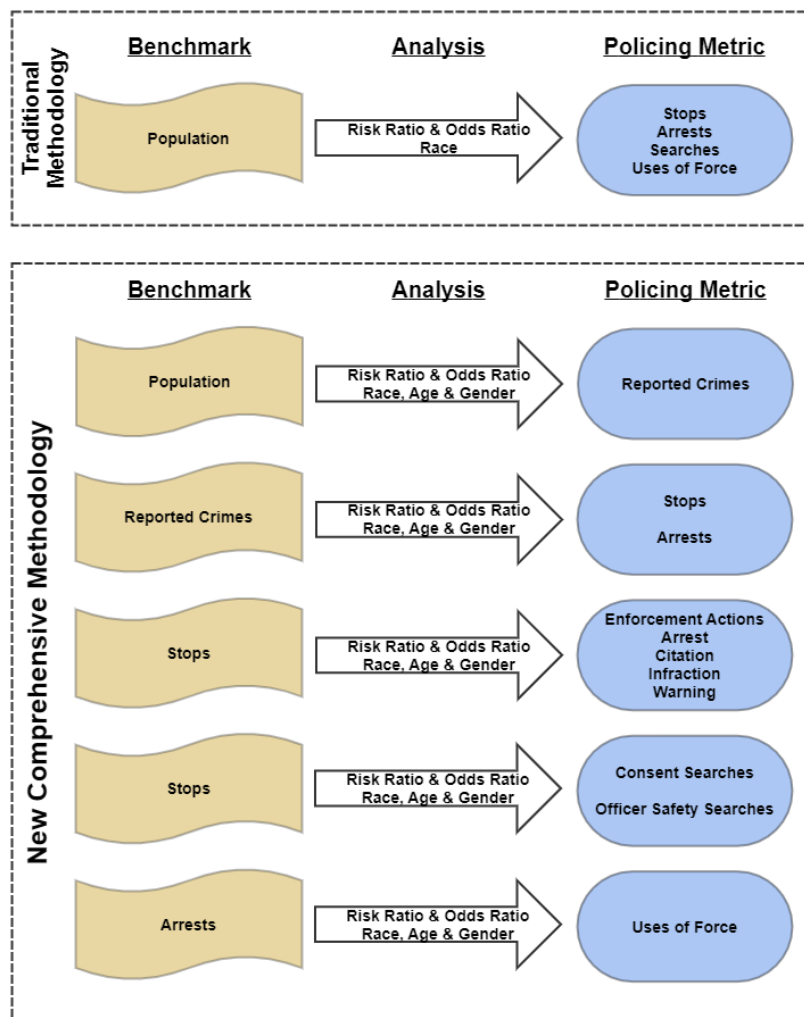 Traditional
Methodology
Benchmark
Analysis
Policing Metric
Population
Risk Ratio & Odds Ratio
Race
Stops
Arrests
Searches
Uses of Force
New Comprehensive Methodology
Benchmark
Analysis
Policing Metric
Population
Risk Ratio & Odds Ratio
Race, Age & Gender
Reported Crimes
Reported Crimes
Risk Ratio & Odds Ratio
Race, Age & Gender
Stops
Arrests
Stops
Risk Ratio & Odds Ratio
Race, Age & Gender
Enforcement Actions
Arrest
Citation
Infraction
Warning
Stops
Risk Ratio & Odds Ratio
Race, Age & Gender
Consent Searches
Officer Safety Searches
Arrests
Risk Ratio & Odds Ratio
Race, Age & Gender
Uses of Force